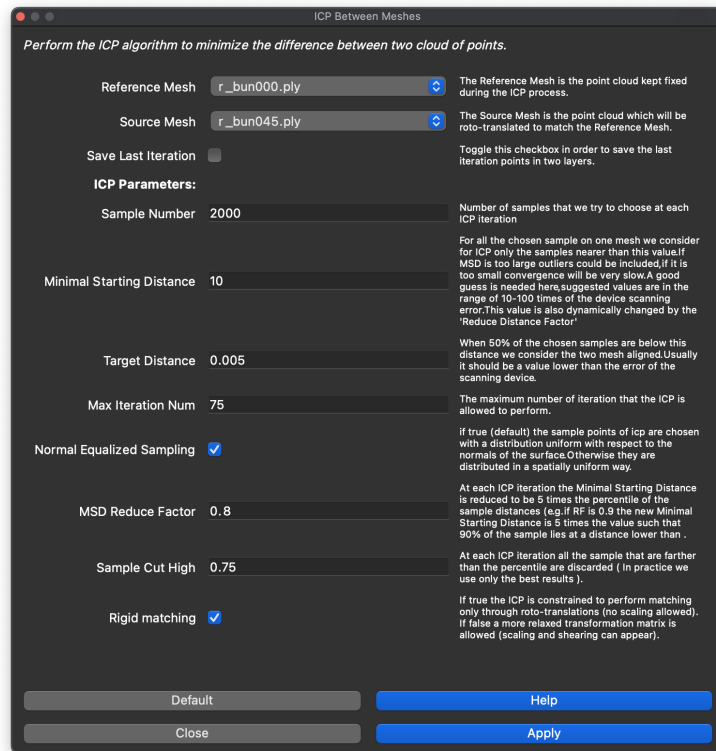 ICP Between Meshes
Perform the ICP algorithm to minimize the difference between two cloud of points.
Reference Mesh
r_bun000.ply
The Reference Mesh is the point cloud kept fixed
during the ICP process.
Source Mesh
r_bun045.ply
The Source Mesh is the point cloud which will be
roto-translated to match the Reference Mesh.
Save Last Iteration
Toggle this checkbox in order to save the last
iteration points in two layers.
ICP Parameters:
Sample Number
2000
Number of samples that we try to choose at each
ICP iteration
Minimal Starting Distance
10
For all the chosen sample on one mesh we consider
for ICP only the samples nearer than this value.If
MSD is too large outliers could be included,if it is
too small convergence will be very slow.A good
guess is needed here,suggested values are in the
range of 10-100 times of the device scanning
error.This value is also dynamically changed by the
'Reduce Distance Factor'
Target Distance
0.005
When 50% of the chosen samples are below this
distance we consider the two mesh aligned.Usually
it should be a value lower than the error of the
scanning device.
Max Iteration Num
75
The maximum number of iteration that the ICP is
allowed to perform.
Normal Equalized Sampling
if true (default) the sample points of icp are chosen
with a distribution uniform with respect to the
normals of the surface.Otherwise they are
distributed in a spatially uniform way.
MSD Reduce Factor
0.8
At each ICP iteration the Minimal Starting Distance
is reduced to be 5 times the percentile of the
sample distances (e.g.if RF is 0.9 the new Minimal
Starting Distance is 5 times the value such that
90% of the sample lies at a distance lower than .
Sample Cut High
0.75
At each ICP iteration all the sample that are farther
than the percentile are discarded ( In practice we
use only the best results ).
Rigid matching
If true the ICP is constrained to perform matching
only through roto-translations (no scaling allowed).
If false a more relaxed transformation matrix is
allowed (scaling and shearing can appear).
Default
Help
Close
Apply